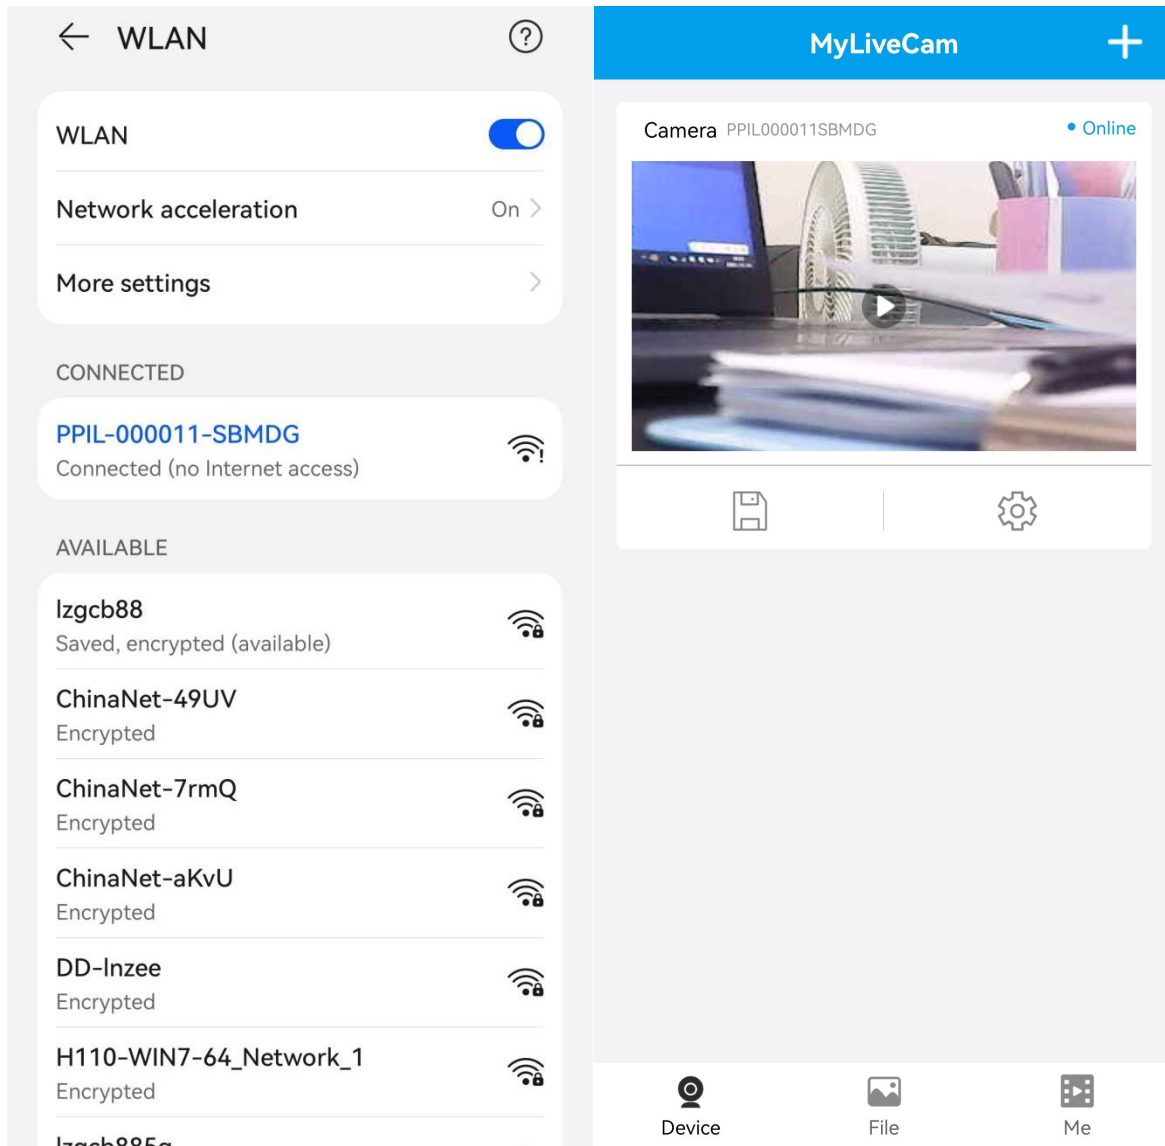 WLAN
WLAN
Network acceleration On
More settings
CONNECTED
PPIL-000011-SBMDG
Connected (no Internet access)
AVAILABLE
lzgcb88
Saved, encrypted (available)
ChinaNet-49UV
Encrypted
ChinaNet-7rmQ
Encrypted
ChinaNet-aKvU
Encrypted
DD-lnzee
Encrypted
H110-WIN7-64_Network_1
Encrypted
MyLiveCam
Camera PPIL000011SBMDG Online
Device File Me